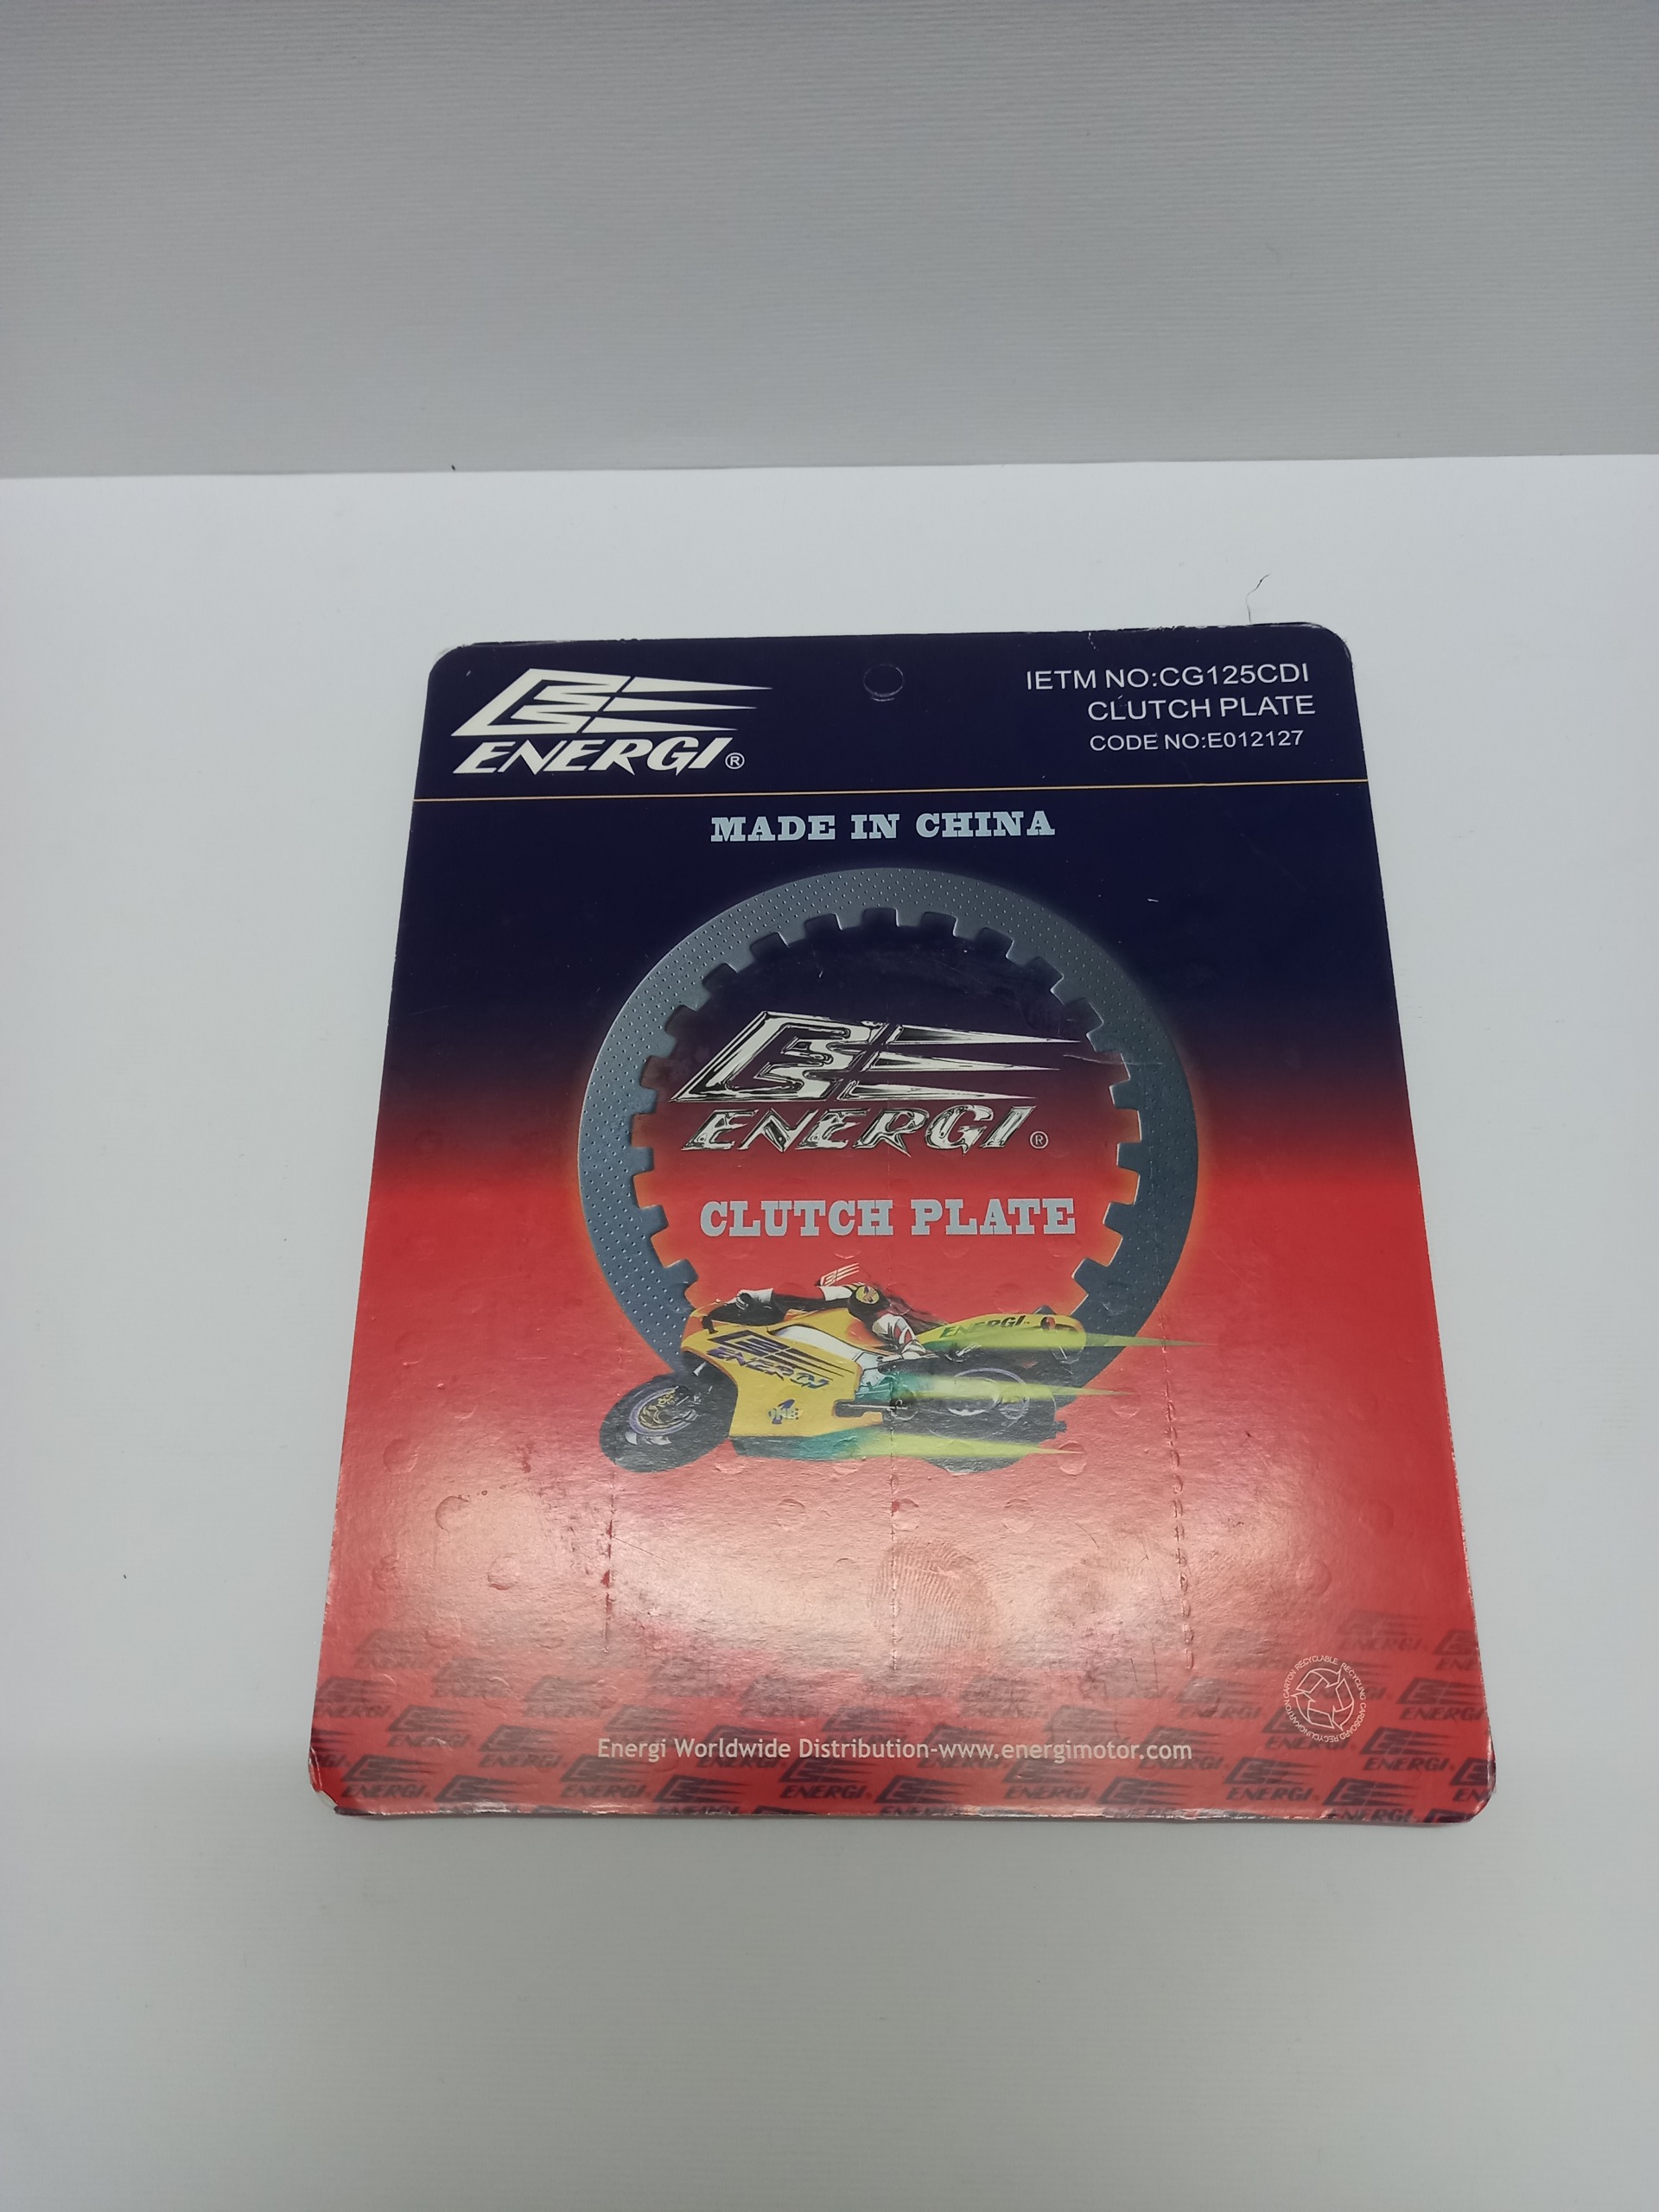 ENERGI®
IETM NO:CG125CDI
CLUTCH PLATE
CODE NO:E012127
MADE IN CHINA
ENERGI®
CLUTCH PLATE
ENERGI
ENERGI
Energi Worldwide Distribution-www.energimotor.com